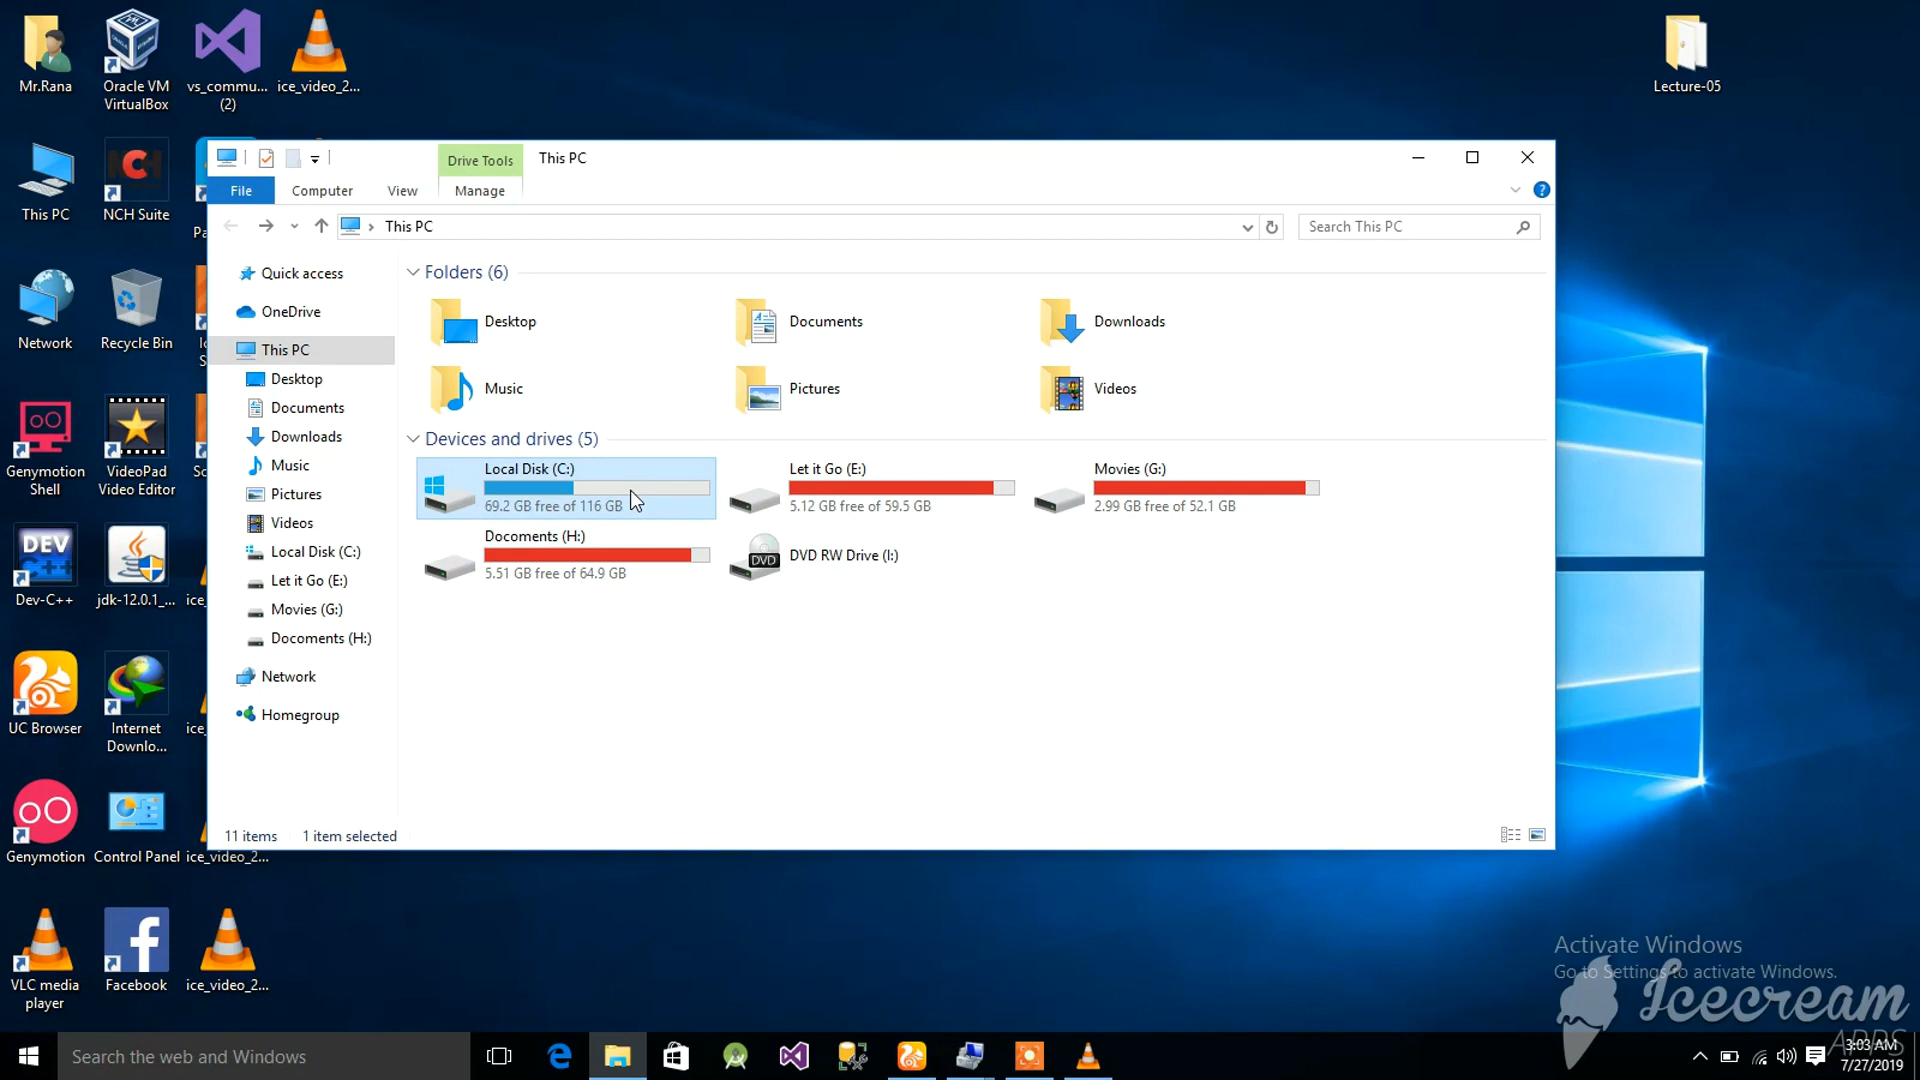 Mr.Rana
Oracle VM
VirtualBox
vs_commu...
(2)
ice_video_2...
Lecture-05
This PC
NCH Suite
Pa
Network
Recycle Bin
Ic
S
Genymotion
Shell
VideoPad
Video Editor
Sc
Dev-C++
jdk-12.0.1_...
ice_
UC Browser
Internet
Downlo...
ice_
Genymotion
Control Panel
ice_video_2...
VLC media
player
Facebook
ice_video_2...
Drive Tools
This PC
File
Computer
View
Manage
This PC
Search This PC
Quick access
OneDrive
This PC
Desktop
Documents
Downloads
Music
Pictures
Videos
Local Disk (C:)
Let it Go (E:)
Movies (G:)
Docoments (H:)
Network
Homegroup
Folders (6)
Desktop
Documents
Downloads
Music
Pictures
Videos
Devices and drives (5)
Local Disk (C:)
69.2 GB free of 116 GB
Let it Go (E:)
5.12 GB free of 59.5 GB
Movies (G:)
2.99 GB free of 52.1 GB
Docoments (H:)
5.51 GB free of 64.9 GB
DVD
DVD RW Drive (I:)
11 items
1 item selected
Activate Windows
Go to Settings to activate Windows.
Icecream
APPS
Search the web and Windows
3:03 AM
7/27/2019